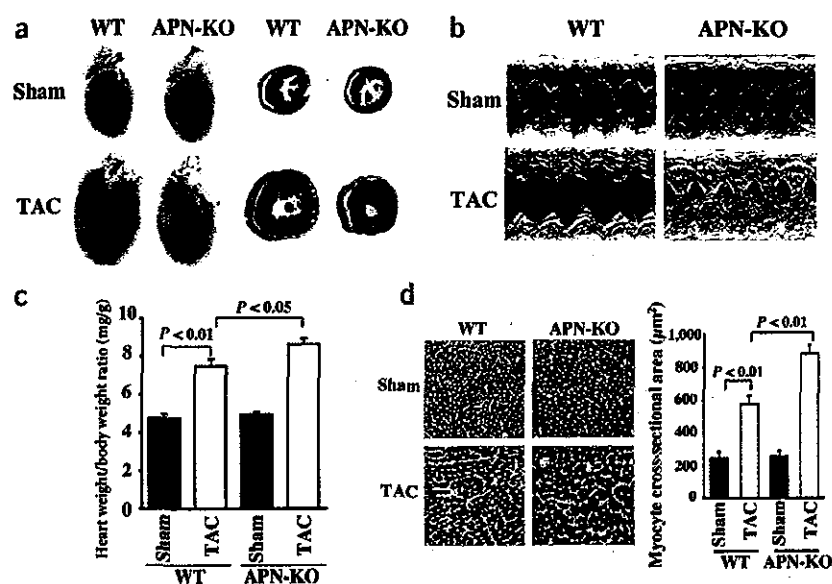 a
WT APN-KO WT APN-KO
Sham
TAC
b
WT APN-KO
Sham
TAC
c
Heart weight/body weight ratio (mg/g)
10
8
6
4
2
0
P < 0.01
P < 0.05
Sham TAC Sham TAC
WT APN-KO
d
WT APN-KO
Sham
TAC
Myocyte cross-sectional area (μm²)
1,000
800
600
400
200
0
P < 0.01
P < 0.01
Sham TAC Sham TAC
WT APN-KO